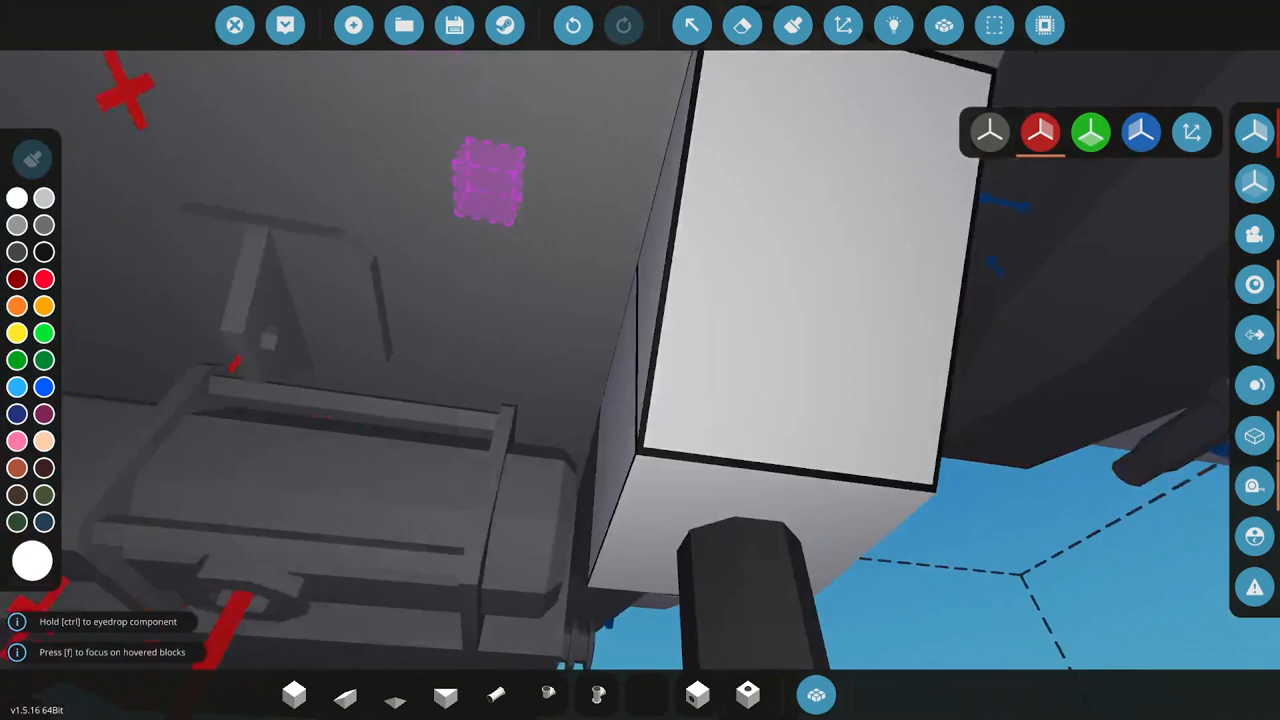 Hold [ctrl] to eyedrop component
Press [f] to focus on hovered blocks
v1.5.16 64Bit